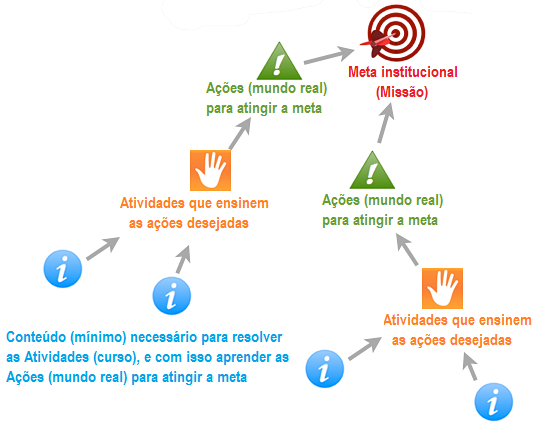 Meta institucional
(Missão)
Ações (mundo real)
para atingir a meta
Atividades que ensinem
as ações desejadas
Ações (mundo real)
para atingir a meta
Atividades que ensinem
as ações desejadas
Conteúdo (mínimo) necessário para resolver
as Atividades (curso), e com isso aprender as
Ações (mundo real) para atingir a meta